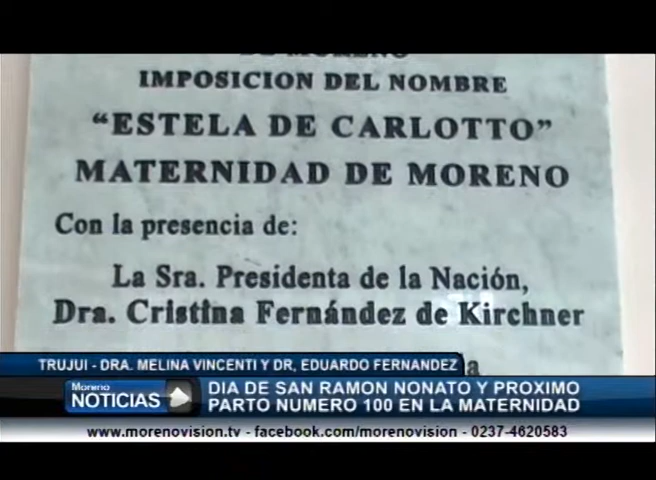 DE MORENO
IMPOSICION DEL NOMBRE
“ESTELA DE CARLOTTO”
MATERNIDAD DE MORENO
Con la presencia de:
La Sra. Presidenta de la Nación,
Dra. Cristina Fernández de Kirchner
TRUJUI - DRA. MELINA VINCENTI Y DR, EDUARDO FERNANDEZ
Moreno
NOTICIAS
DIA DE SAN RAMON NONATO Y PROXIMO
PARTO NUMERO 100 EN LA MATERNIDAD
www.morenovision.tv - facebook.com/morenovision - 0237-4620583